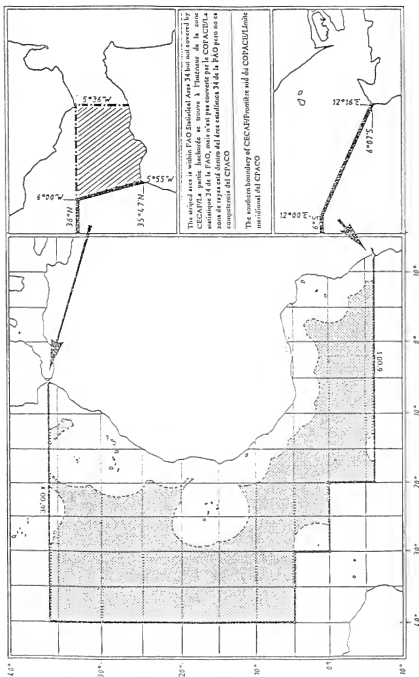 36°N
6°00'W
5°36'W
35°47'N
5°55'W
The striped area is within FAO Statistical Area 34 but not covered by
CECAF/La partie hachurée se trouve à l'intérieur de la zone
statistique 34 de la FAO, mais n'est pas couverte par le COPACE/La
zona de rayas está dentro del área estadística 34 de la FAO pero no es
competencia del CPACO
The southern boundary of CECAF/Frontière sud du COPACE/Límite
meridional del CPACO
12°00'E
12°16'E
6°07'S
36°00
6°00 S
40°
30°
20°
10°
0°
10°
40°
30°
20°
10°
0°
10°